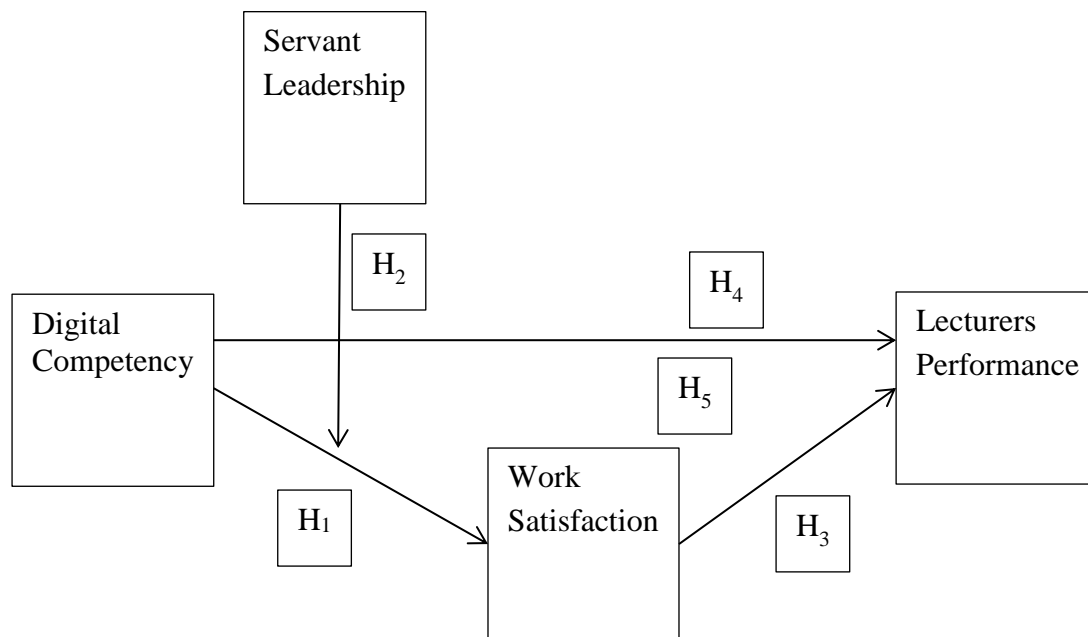 Servant
Leadership
H₂
H₄
Digital
Competency
Lecturers
Performance
H₅
Work
Satisfaction
H₁
H₃